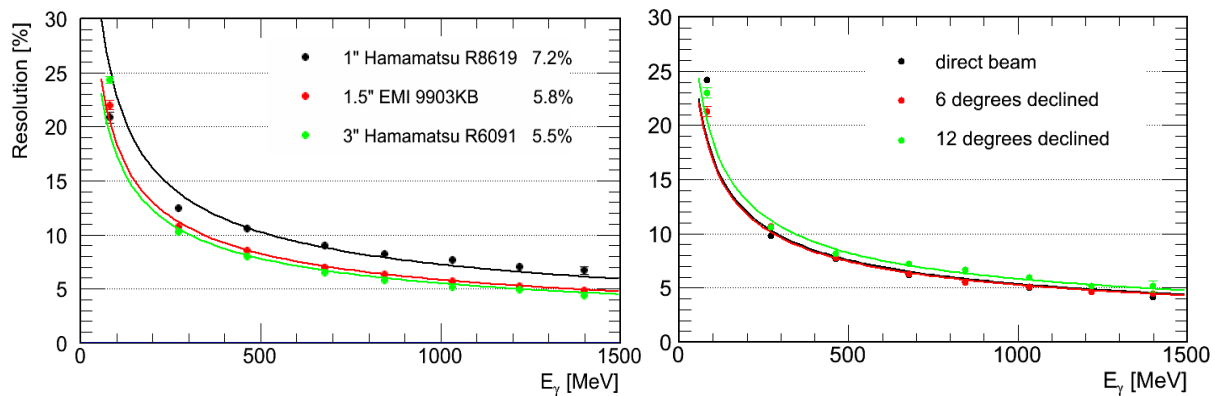 Resolution [%]
30
25
20
15
10
5
0
1" Hamamatsu R8619 7.2%
1.5" EMI 9903KB 5.8%
3" Hamamatsu R6091 5.5%
0 500 1000 1500
Eγ [MeV]
30
25
20
15
10
5
0
direct beam
6 degrees declined
12 degrees declined
0 500 1000 1500
Eγ [MeV]